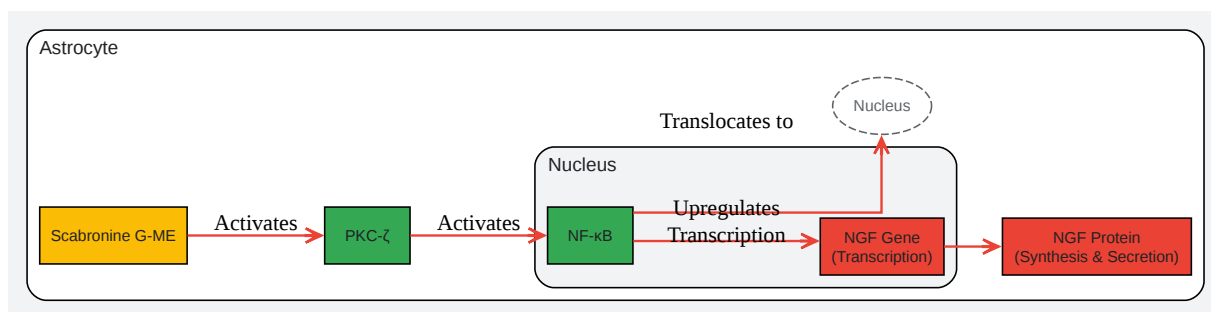 Astrocyte
Nucleus
Translocates to
Nucleus
Scabronine G-ME
Activates
PKC-ζ
Activates
NF-κB
Upregulates
Transcription
NGF Gene
(Transcription)
NGF Protein
(Synthesis & Secretion)